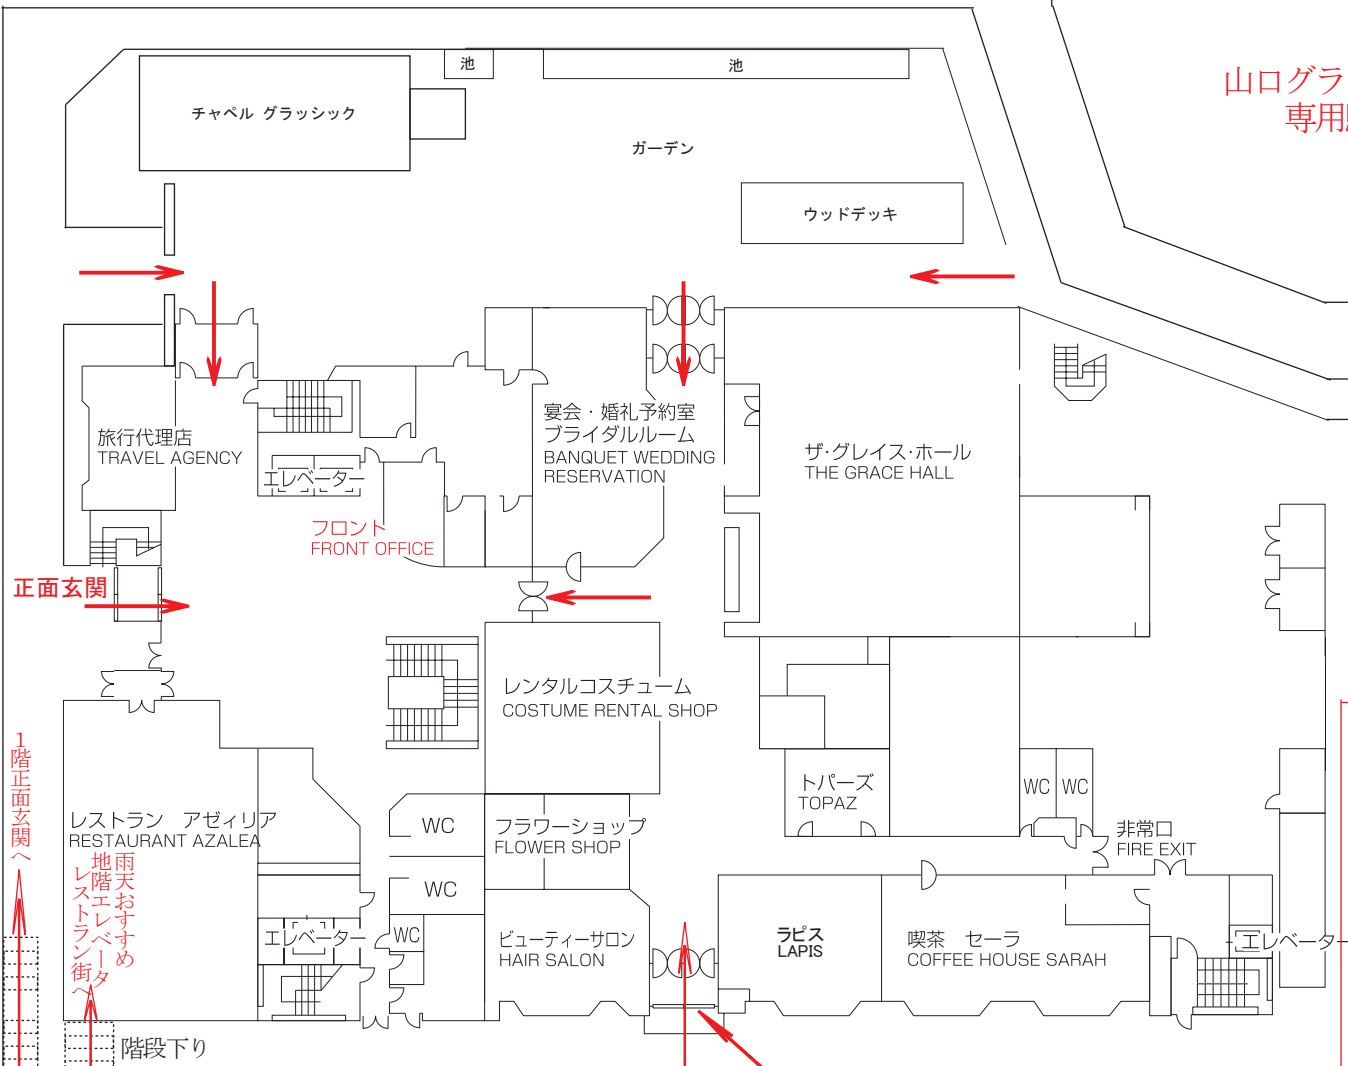 池
池
チャペル グラッシック
ガーデン
ウッドデッキ
山口グラ
専用
旅行代理店
TRAVEL AGENCY
エレベーター
フロント
FRONT OFFICE
宴会・婚礼予約室
ブライダルルーム
BANQUET WEDDING
RESERVATION
ザ・グレイス・ホール
THE GRACE HALL
正面玄関
レンタルコスチューム
COSTUME RENTAL SHOP
1階正面玄関へ
レストラン アゼィリア
RESTAURANT AZALEA
雨天おすすめ
地階エレベータ
レストラン街へ
WC
WC
WC
フラワーショップ
FLOWER SHOP
トパーズ
TOPAZ
WC
WC
非常口
FIRE EXIT
エレベーター
ビューティーサロン
HAIR SALON
ラピス
LAPIS
喫茶 セーラ
COFFEE HOUSE SARAH
エレベーター
階段下り